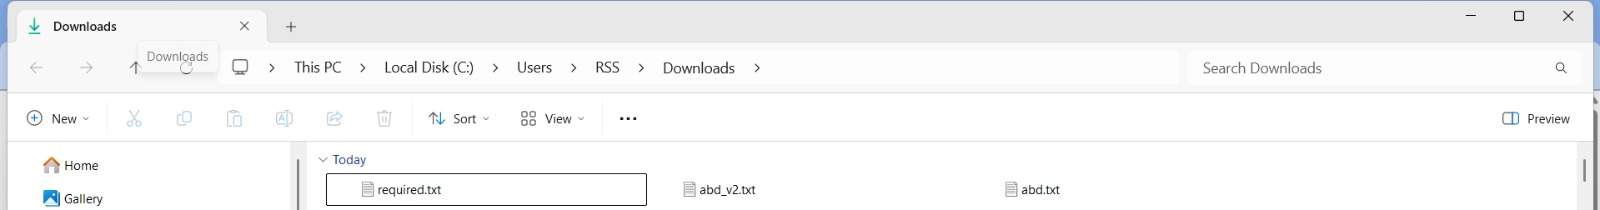 Downloads
Downloads
This PC > Local Disk (C:) > Users > RSS > Downloads >
Search Downloads
New
Sort
View
Preview
Home
Gallery
Today
required.txt
abd_v2.txt
abd.txt